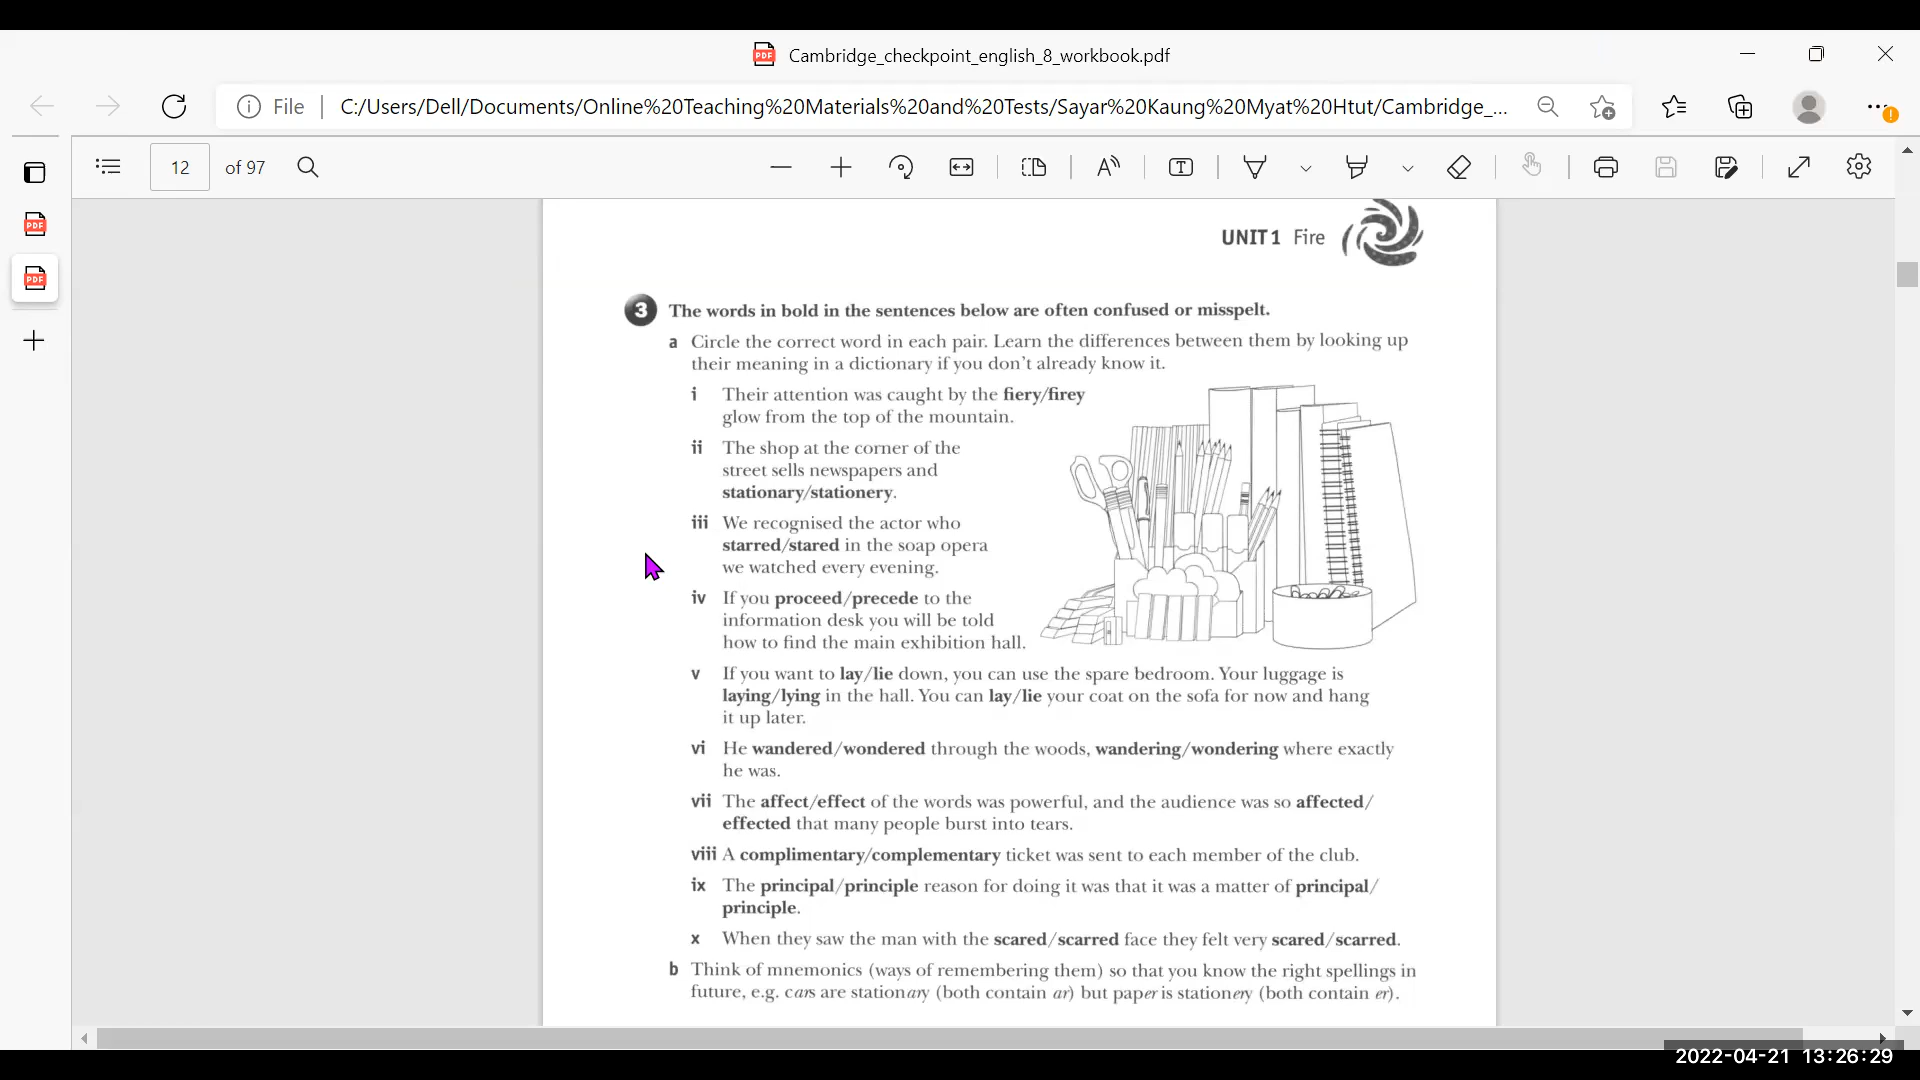 Cambridge_checkpoint_english_8_workbook.pdf
File C:/Users/Dell/Documents/Online%20Teaching%20Materials%20and%20Tests/Sayar%20Kaung%20Myat%20Htut/Cambridge_...
12 of 97
UNIT 1 Fire
3 The words in bold in the sentences below are often confused or misspelt.
a Circle the correct word in each pair. Learn the differences between them by looking up
their meaning in a dictionary if you don't already know it.
i Their attention was caught by the fiery/firey
glow from the top of the mountain.
ii The shop at the corner of the
street sells newspapers and
stationary/stationery.
iii We recognised the actor who
starred/stared in the soap opera
we watched every evening.
iv If you proceed/precede to the
information desk you will be told
how to find the main exhibition hall.
v If you want to lay/lie down, you can use the spare bedroom. Your luggage is
laying/lying in the hall. You can lay/lie your coat on the sofa for now and hang
it up later.
vi He wandered/wondered through the woods, wandering/wondering where exactly
he was.
vii The affect/effect of the words was powerful, and the audience was so affected/
effected that many people burst into tears.
viii A complimentary/complementary ticket was sent to each member of the club.
ix The principal/principle reason for doing it was that it was a matter of principal/
principle.
x When they saw the man with the scared/scarred face they felt very scared/scarred.
b Think of mnemonics (ways of remembering them) so that you know the right spellings in
future, e.g. cars are stationary (both contain ar) but paper is stationery (both contain er).
2022-04-21 13:26:29